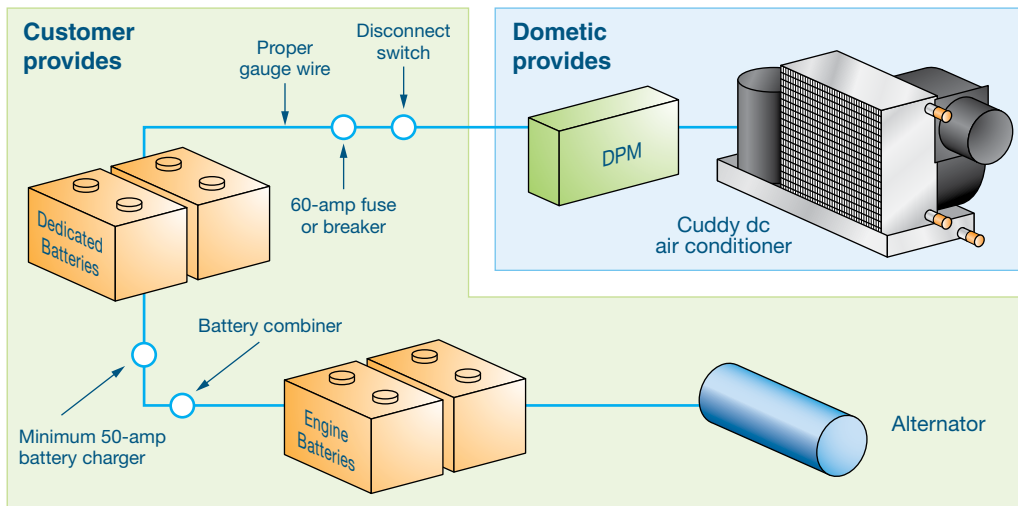 Customer
provides
Proper
gauge wire
Disconnect
switch
Dometic
provides
DPM
60-amp fuse
or breaker
Cuddy dc
air conditioner
Dedicated
Batteries
Battery combiner
Minimum 50-amp
battery charger
Engine
Batteries
Alternator